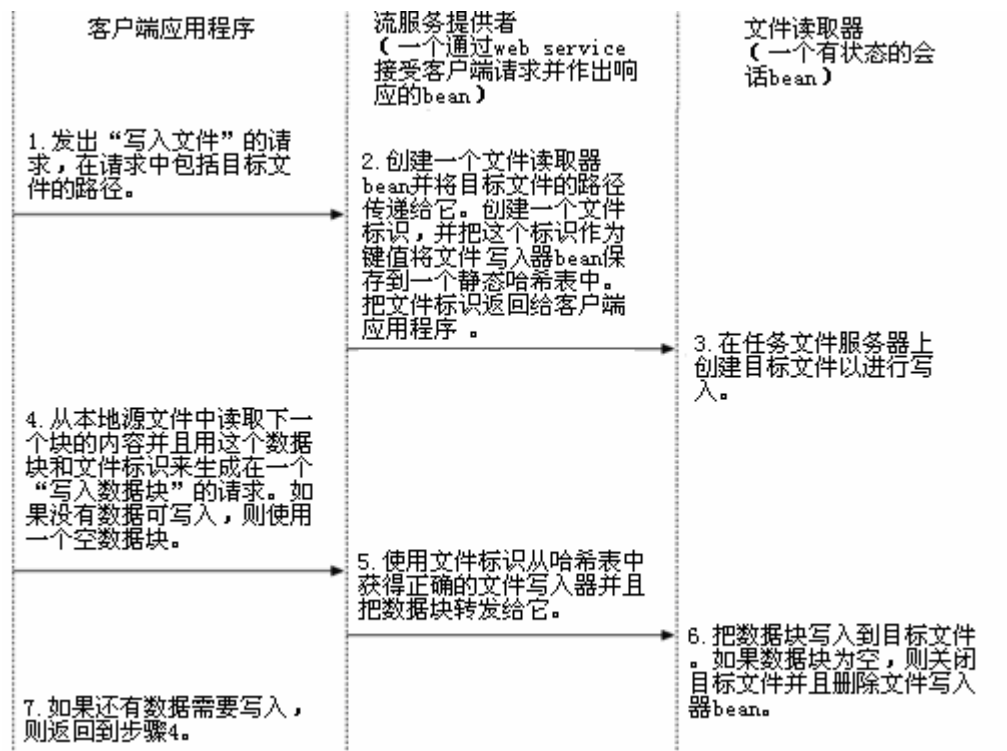 客户端应用程序
流服务提供者
(一个通过web service
接受客户端请求并作出响
应的bean)
文件读取器
(一个有状态的会
话bean)
1.发出“写入文件”的请
求，在请求中包括目标文
件的路径。
2.创建一个文件读取器
bean并将目标文件的路径
传递给它。创建一个文件
标识，并把这个标识作为
键值将文件写入器bean保
存到一个静态哈希表中。
把文件标识返回给客户端
应用程序 。
3.在任务文件服务器上
创建目标文件以进行写
入。
4.从本地源文件中读取下一
个块的内容并且用这个数据
块和文件标识来生成在一个
“写入数据块”的请求。如
果没有数据可写入，则使用
一个空数据块。
5.使用文件标识从哈希表中
获得正确的文件写入器并且
把数据块转发给它。
6.把数据块写入到目标文件
。如果数据块为空，则关闭
目标文件并且删除文件写入
器bean。
7.如果还有数据需要写入，
则返回到步骤4。